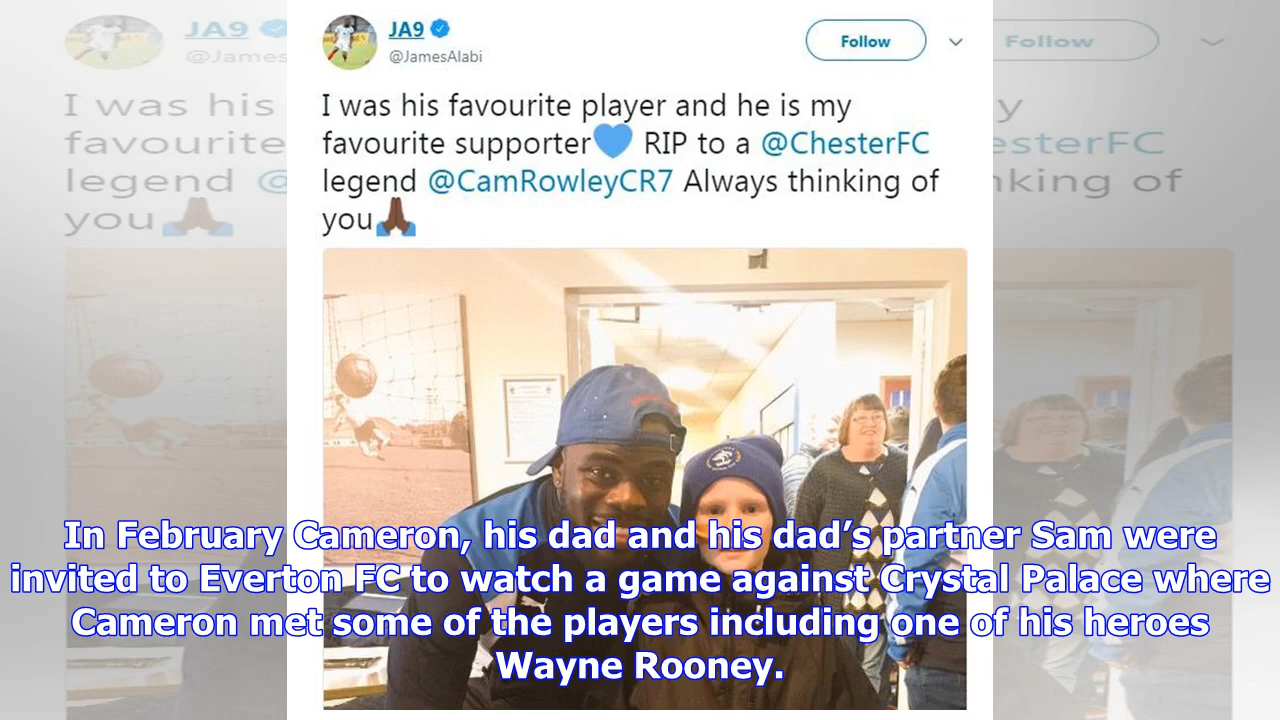 JA9
@JamesAlabi
Follow
I was his favourite player and he is my
favourite supporter💙 RIP to a @ChesterFC
legend @CamRowleyCR7 Always thinking of
you🙏🏿
In February Cameron, his dad and his dad’s partner Sam were
invited to Everton FC to watch a game against Crystal Palace where
Cameron met some of the players including one of his heroes
Wayne Rooney.